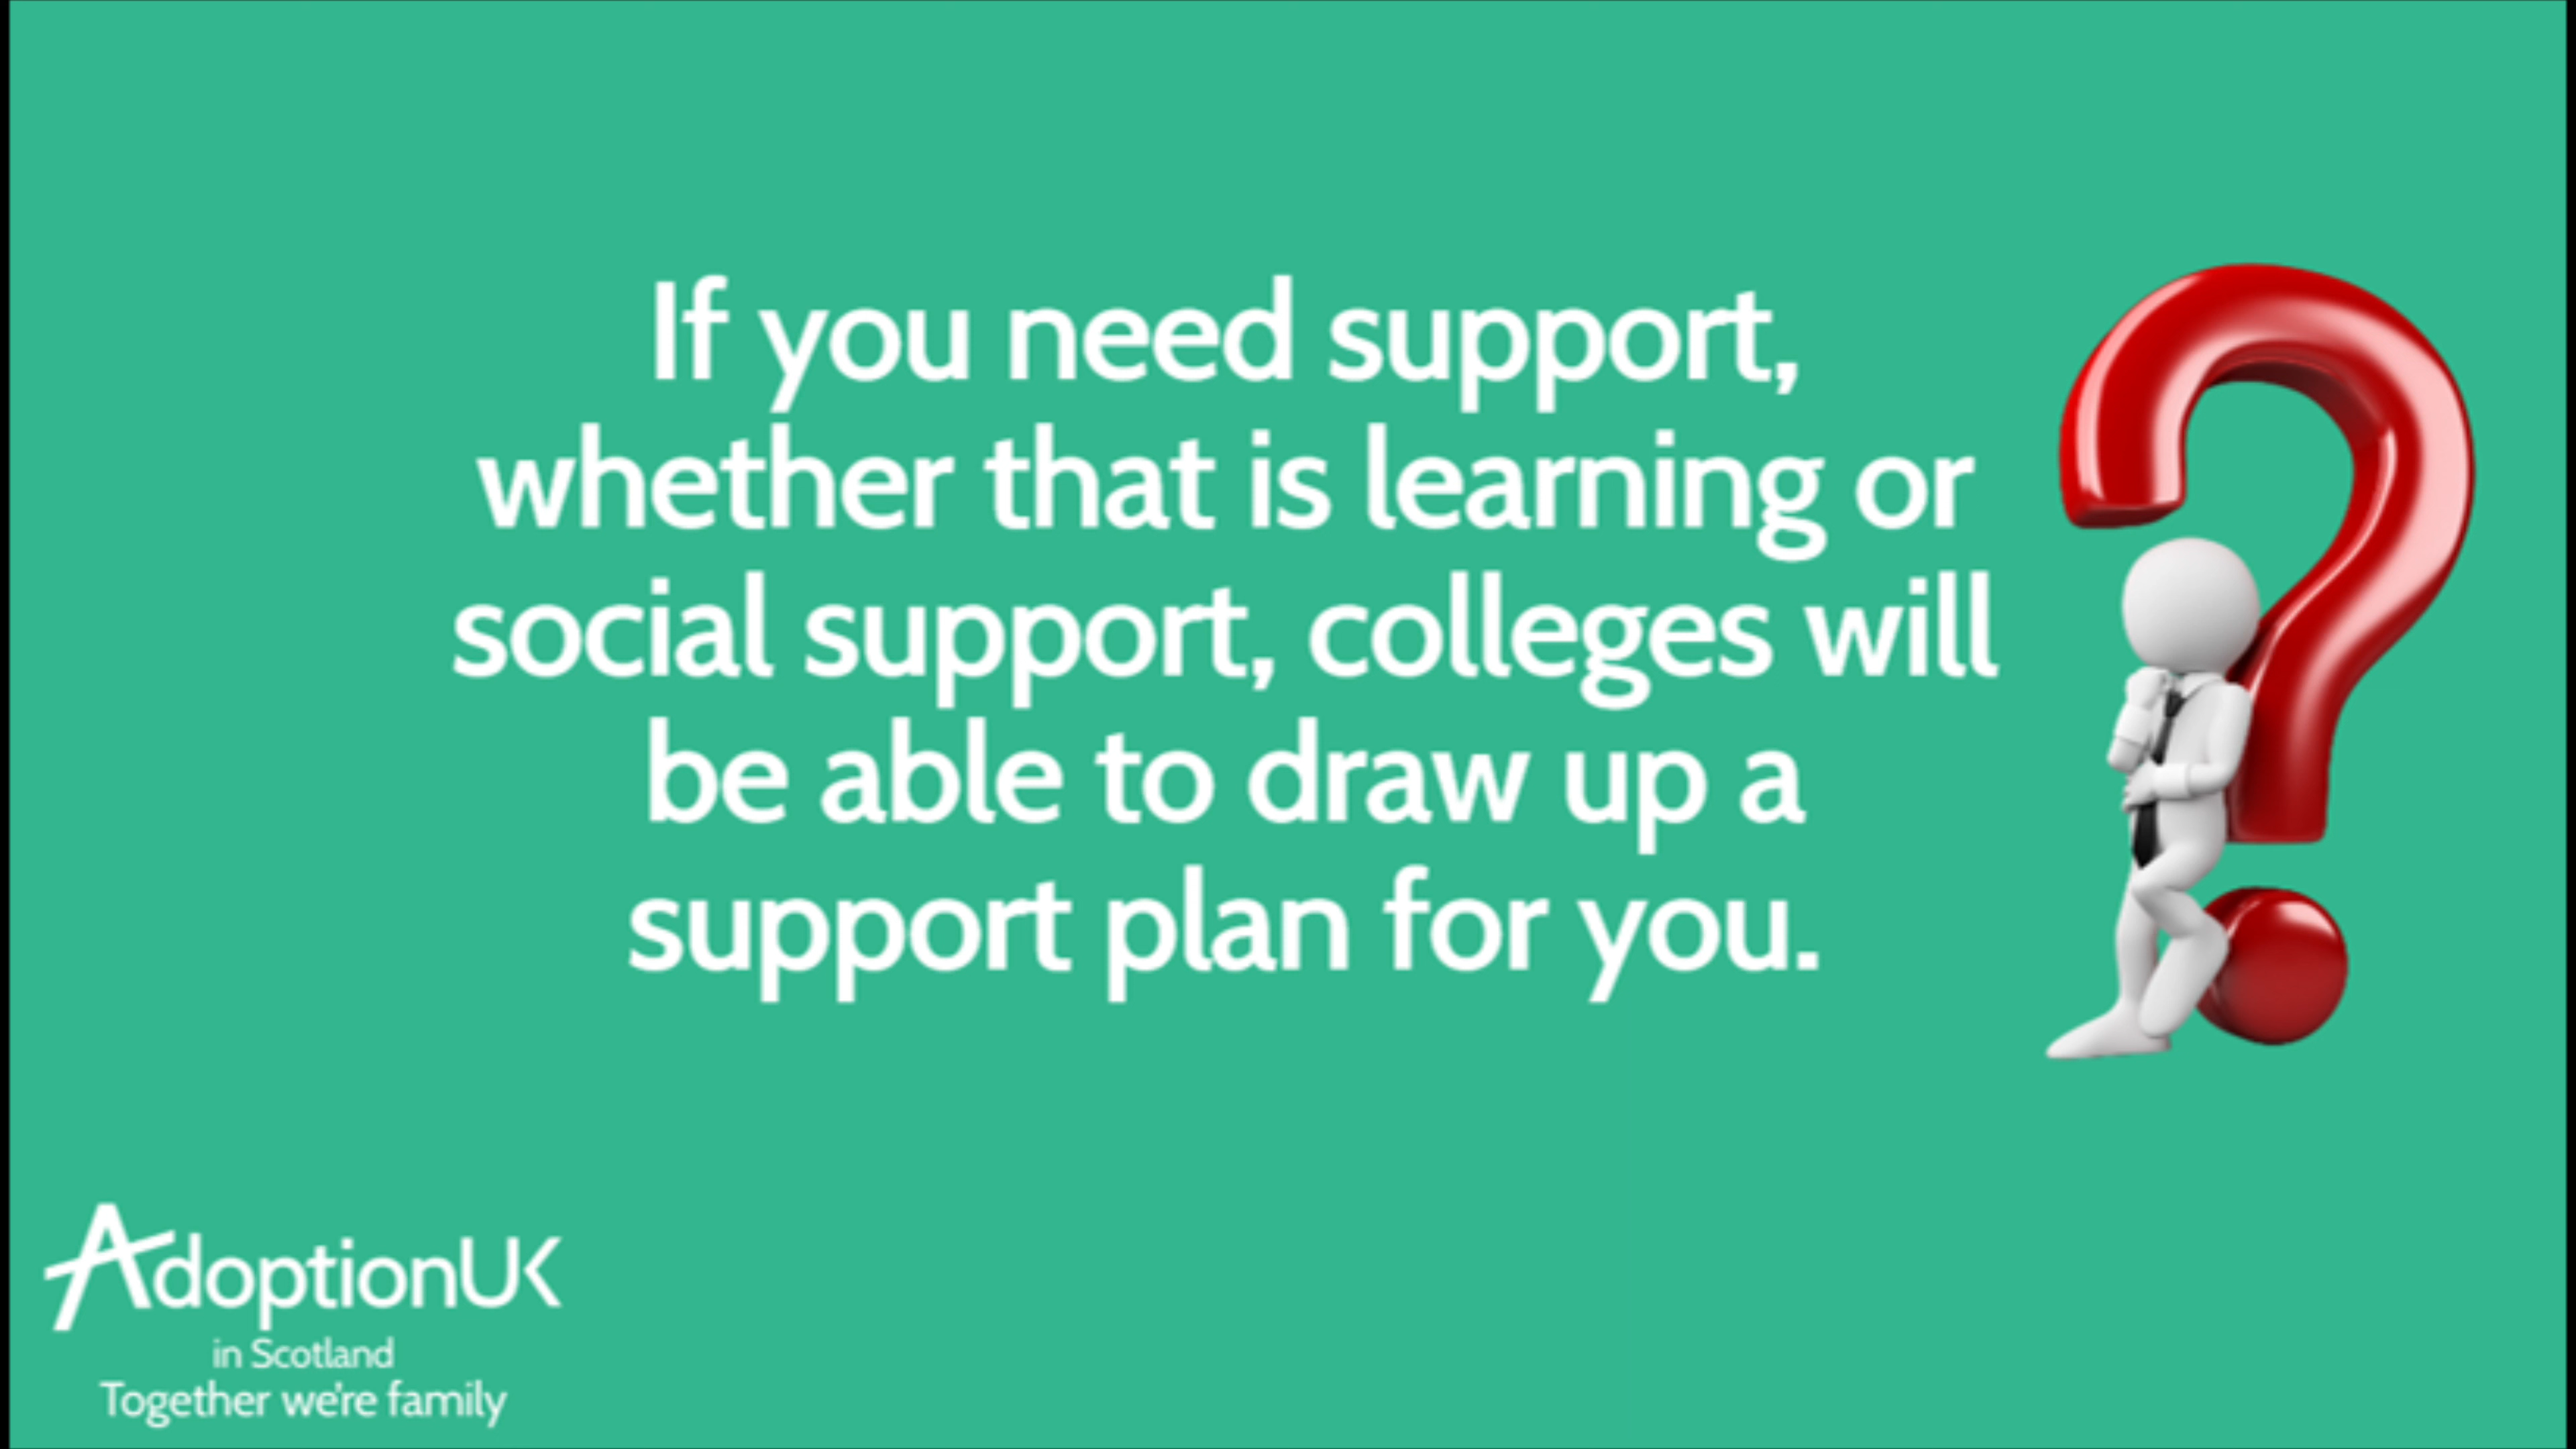 If you need support,
whether that is learning or
social support, colleges will
be able to draw up a
support plan for you.
AdoptionUK
in Scotland
Together we're family